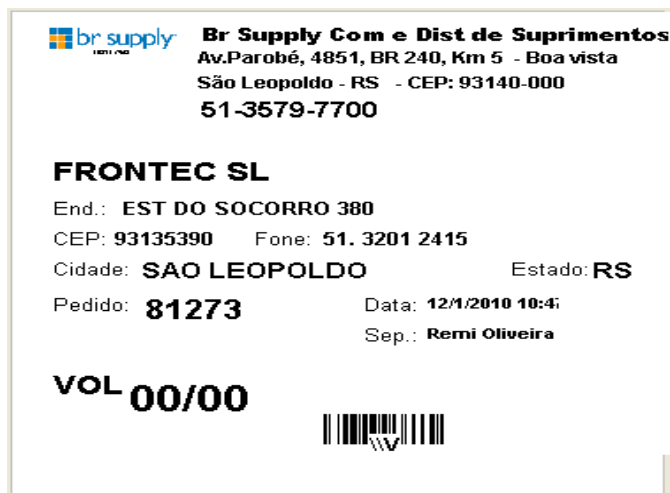 br supply
Br Supply Com e Dist de Suprimentos
Av.Parobé, 4851, BR 240, Km 5 - Boa vista
São Leopoldo - RS - CEP: 93140-000
51-3579-7700
FRONTEC SL
End.: EST DO SOCORRO 380
CEP: 93135390 Fone: 51. 3201 2415
Cidade: SAO LEOPOLDO Estado: RS
Pedido: 81273 Data: 12/1/2010 10:4
Sep.: Remi Oliveira
VOL 00/00
\\V